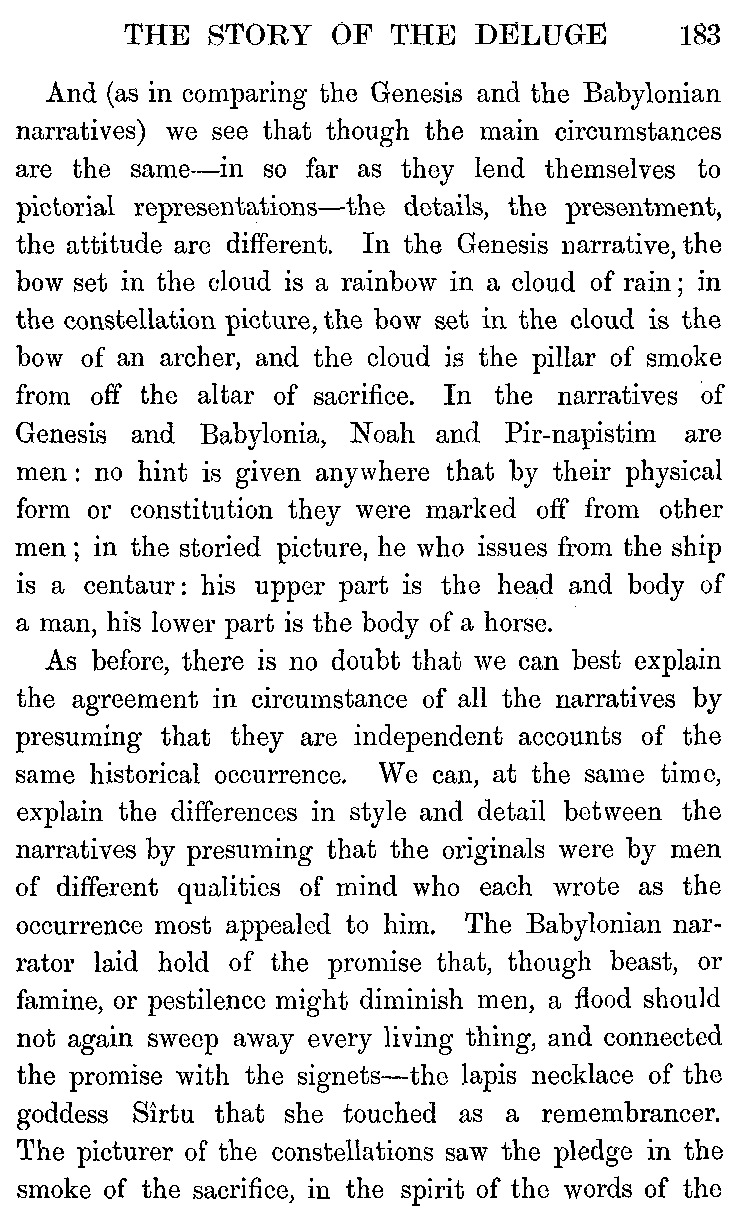 THE STORY OF THE DELUGE 183
And (as in comparing the Genesis and the Babylonian
narratives) we see that though the main circumstances
are the same—in so far as they lend themselves to
pictorial representations—the details, the presentment,
the attitude are different. In the Genesis narrative, the
bow set in the cloud is a rainbow in a cloud of rain; in
the constellation picture, the bow set in the cloud is the
bow of an archer, and the cloud is the pillar of smoke
from off the altar of sacrifice. In the narratives of
Genesis and Babylonia, Noah and Pir-napistim are
men: no hint is given anywhere that by their physical
form or constitution they were marked off from other
men; in the storied picture, he who issues from the ship
is a centaur: his upper part is the head and body of
a man, his lower part is the body of a horse.
As before, there is no doubt that we can best explain
the agreement in circumstance of all the narratives by
presuming that they are independent accounts of the
same historical occurrence. We can, at the same time,
explain the differences in style and detail between the
narratives by presuming that the originals were by men
of different qualities of mind who each wrote as the
occurrence most appealed to him. The Babylonian nar-
rator laid hold of the promise that, though beast, or
famine, or pestilence might diminish men, a flood should
not again sweep away every living thing, and connected
the promise with the signets—the lapis necklace of the
goddess Sîrtu that she touched as a remembrancer.
The picturer of the constellations saw the pledge in the
smoke of the sacrifice, in the spirit of the words of the